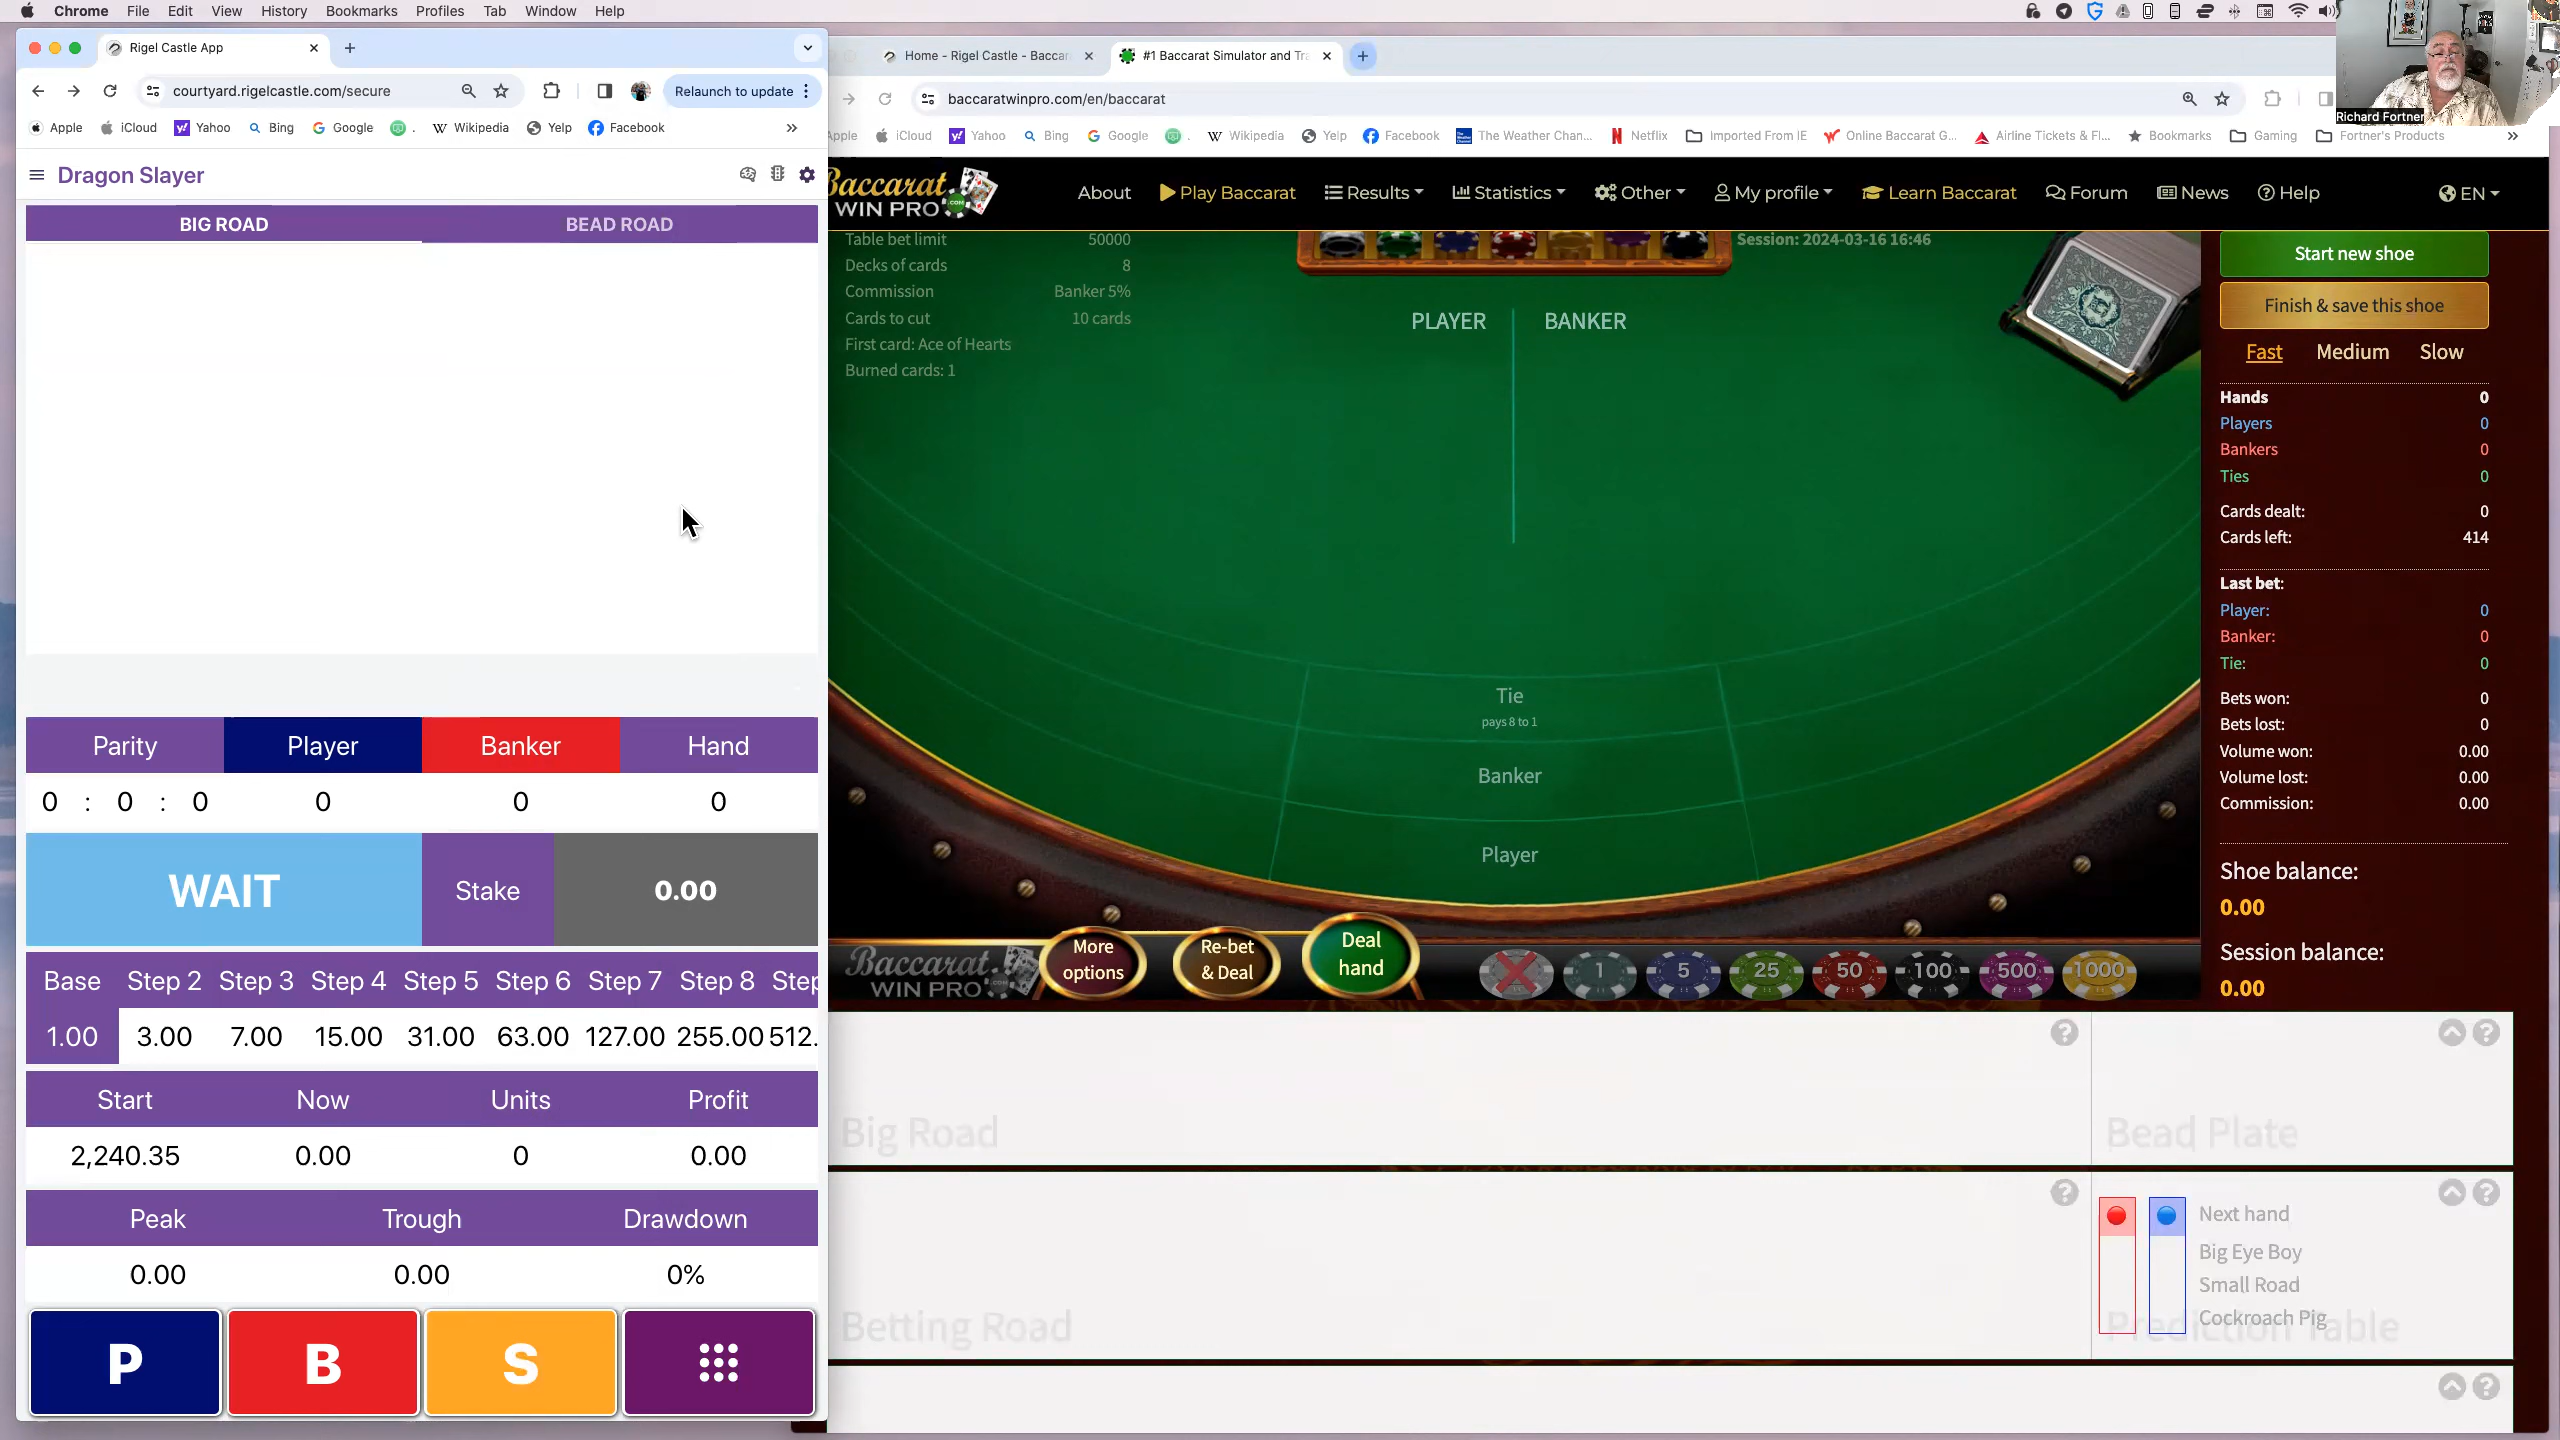 Chrome File Edit View History Bookmarks Profiles Tab Window Help
Rigel Castle App
courtyard.rigelcastle.com/secure
Relaunch to update
Apple iCloud Yahoo Bing Google . Wikipedia Yelp Facebook
Dragon Slayer
BIG ROAD BEAD ROAD
Parity Player Banker Hand
0 : 0 : 0 0 0 0
WAIT Stake 0.00
Base Step 2 Step 3 Step 4 Step 5 Step 6 Step 7 Step 8 Step
1.00 3.00 7.00 15.00 31.00 63.00 127.00 255.00 512.
Start Now Units Profit
2,240.35 0.00 0 0.00
Peak Trough Drawdown
0.00 0.00 0%
P B S
Home - Rigel Castle - Baccar
#1 Baccarat Simulator and Tra
baccaratwinpro.com/en/baccarat
Richard Fortner
Apple iCloud Yahoo Bing Google . Wikipedia Yelp Facebook The Weather Chan... Netflix Imported From IE Online Baccarat G... Airline Tickets & Fl... Bookmarks Gaming Fortner's Products
Baccarat
.COM
WIN PRO
About Play Baccarat Results Statistics Other My profile Learn Baccarat Forum News Help EN
Table bet limit 50000
Decks of cards 8
Commission Banker 5%
Cards to cut 10 cards
First card: Ace of Hearts
Burned cards: 1
Session: 2024-03-16 16:46
PLAYER BANKER
Tie
pays 8 to 1
Banker
Player
Baccarat
WIN PRO
.COM
More options
Re-bet & Deal
Deal hand
1 5 25 50 100 500 1000
Start new shoe
Finish & save this shoe
Fast Medium Slow
Hands 0
Players 0
Bankers 0
Ties 0
Cards dealt: 0
Cards left: 414
Last bet:
Player: 0
Banker: 0
Tie: 0
Bets won: 0
Bets lost: 0
Volume won: 0.00
Volume lost: 0.00
Commission: 0.00
Shoe balance:
0.00
Session balance:
0.00
Big Road
Bead Plate
Betting Road
Next hand
Big Eye Boy
Small Road
Cockroach Pig
Prediction Table